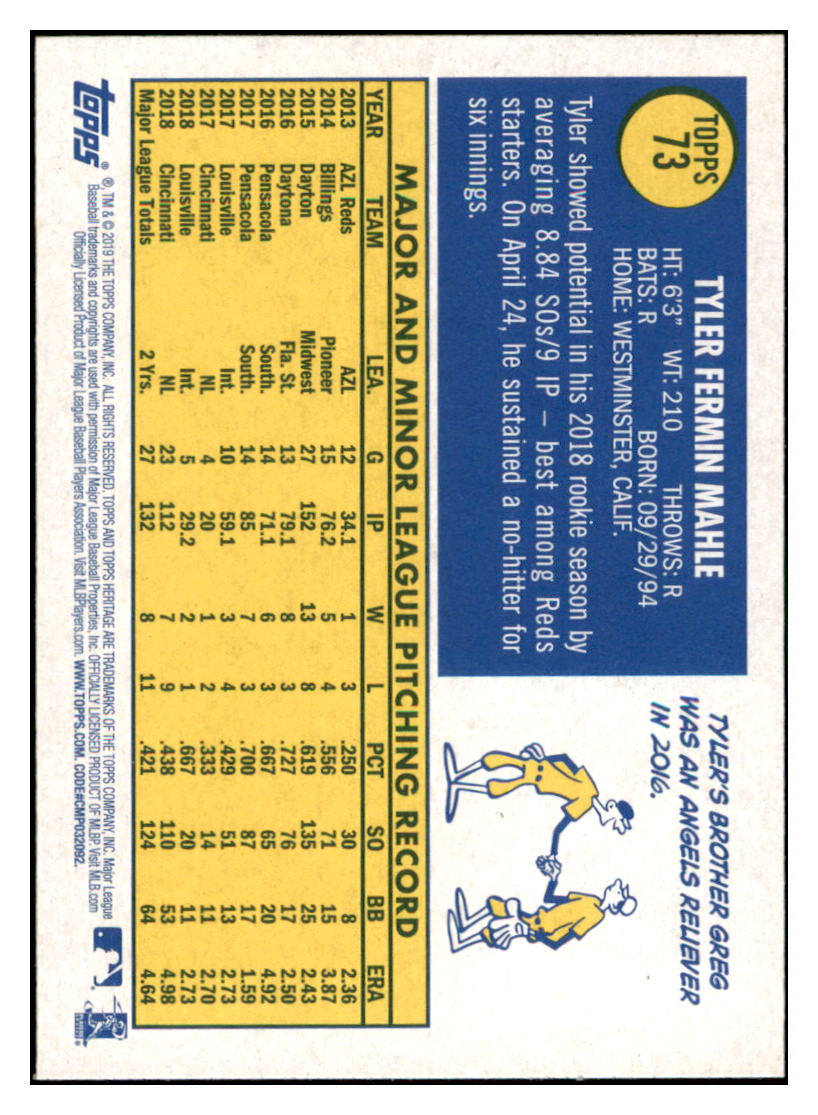 TOPPS
73
TYLER FERMIN MAHLE
HT: 6'3" WT: 210 THROWS: R
BATS: R BORN: 09/29/94
HOME: WESTMINSTER, CALIF.
Tyler showed potential in his 2018 rookie season by
averaging 8.84 SOs/9 IP – best among Reds
starters. On April 24, he sustained a no-hitter for
six innings.
TYLER'S BROTHER GREG
WAS AN ANGELS RELIEVER
IN 2016.
MAJOR AND MINOR LEAGUE PITCHING RECORD
YEAR TEAM LEA. G IP W L PCT SO BB ERA
2013 AZL Reds AZL 12 34.1 1 3 .250 30 8 2.36
2014 Billings Pioneer 15 76.2 5 4 .556 71 15 3.87
2015 Dayton Midwest 27 152 13 8 .619 135 25 2.43
2016 Daytona Fla. St. 13 79.1 8 3 .727 76 17 2.50
2016 Pensacola South. 14 71.1 6 3 .667 65 20 4.92
2017 Pensacola South. 14 85 7 3 .700 87 17 1.59
2017 Louisville Int. 10 59.1 3 4 .429 51 13 2.73
2017 Cincinnati NL 4 20 1 2 .333 14 11 2.70
2018 Louisville Int. 5 29.2 2 1 .667 20 11 2.73
2018 Cincinnati NL 23 112 7 9 .438 110 53 4.98
Major League Totals 2 Yrs. 27 132 8 11 .421 124 64 4.64
topps®
®, TM & © 2019 THE TOPPS COMPANY, INC. ALL RIGHTS RESERVED. TOPPS AND TOPPS HERITAGE ARE TRADEMARKS OF THE TOPPS COMPANY, INC. Major League
Baseball trademarks and copyrights are used with permission of Major League Baseball Properties, Inc. OFFICIALLY LICENSED PRODUCT OF MLBP. Visit MLB.com
Officially Licensed Product of Major League Baseball Players Association. Visit MLBPlayers.com. WWW.TOPPS.COM. CODE#CMP032092.